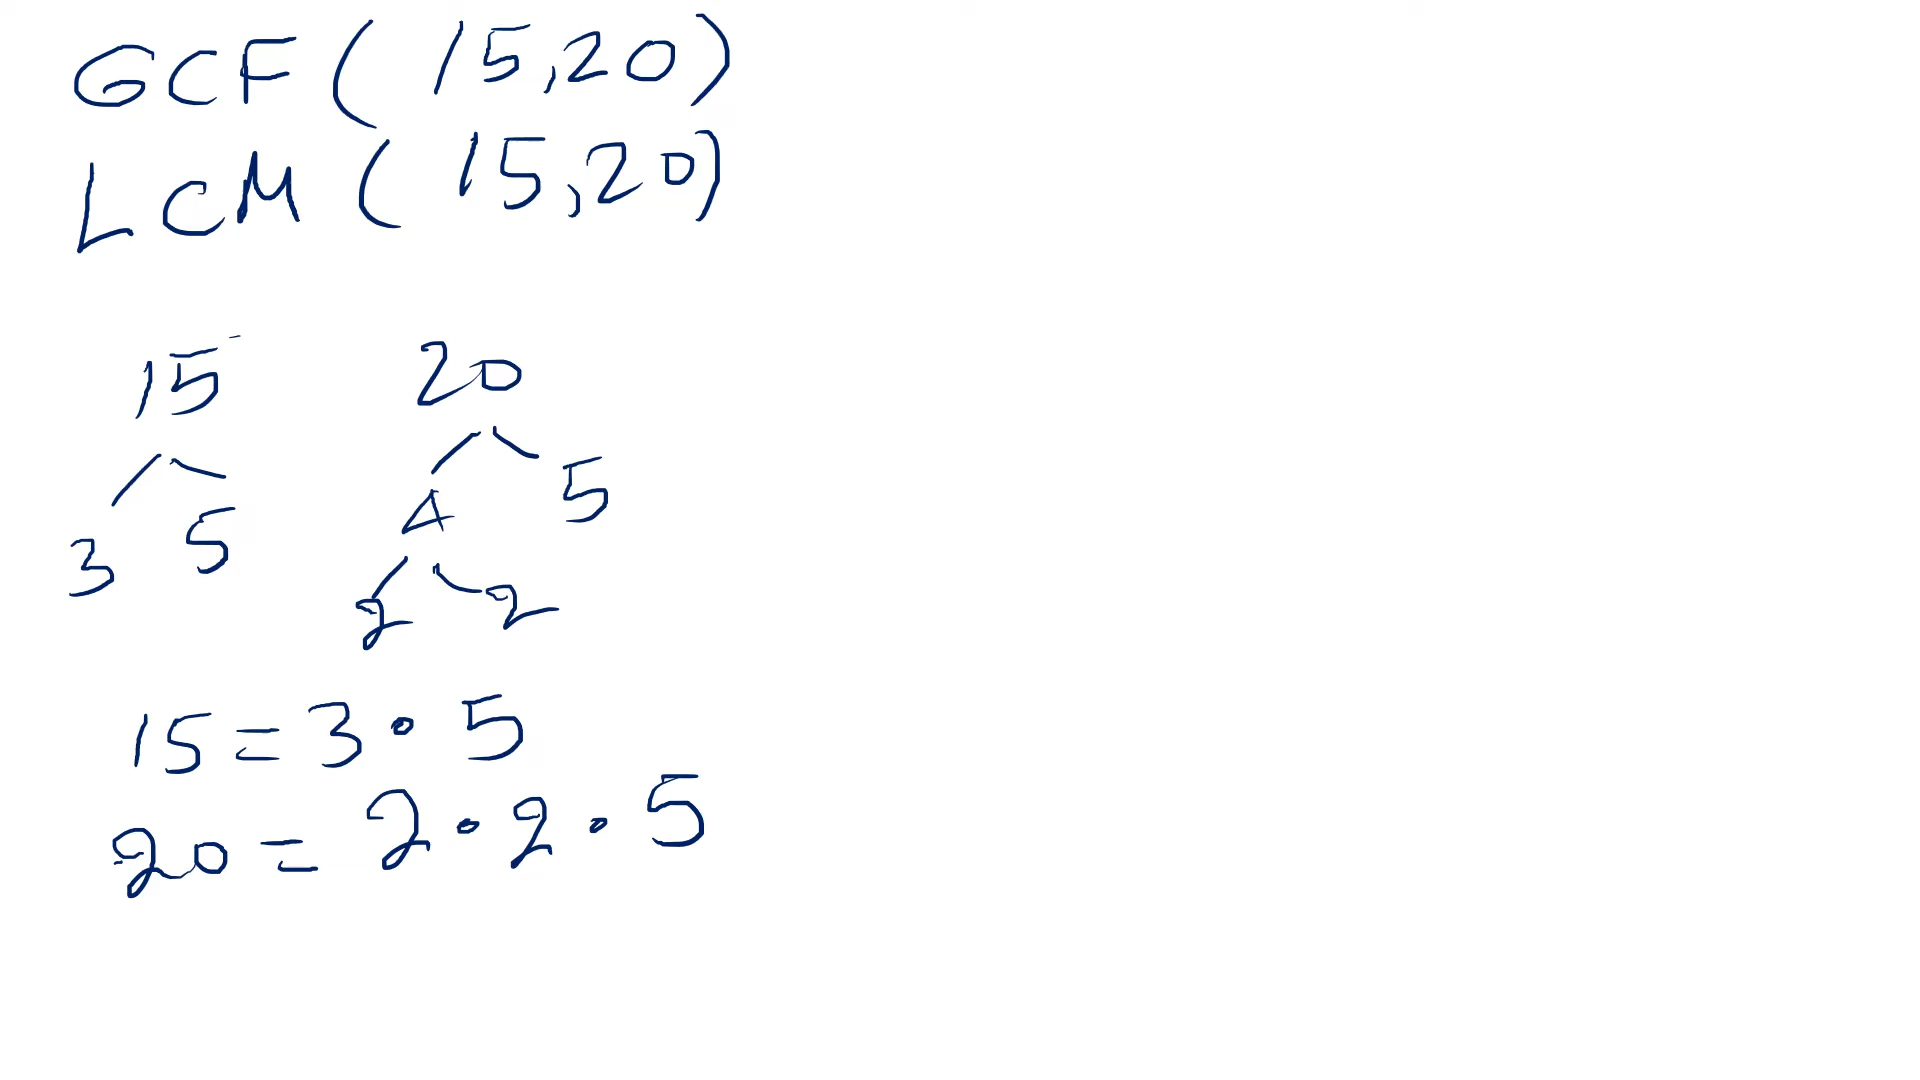 GCF ( 15,20)
LCM ( 15,20)
15 20
3 5 4 5
2 2
15 = 3 • 5
20 = 2 • 2 • 5